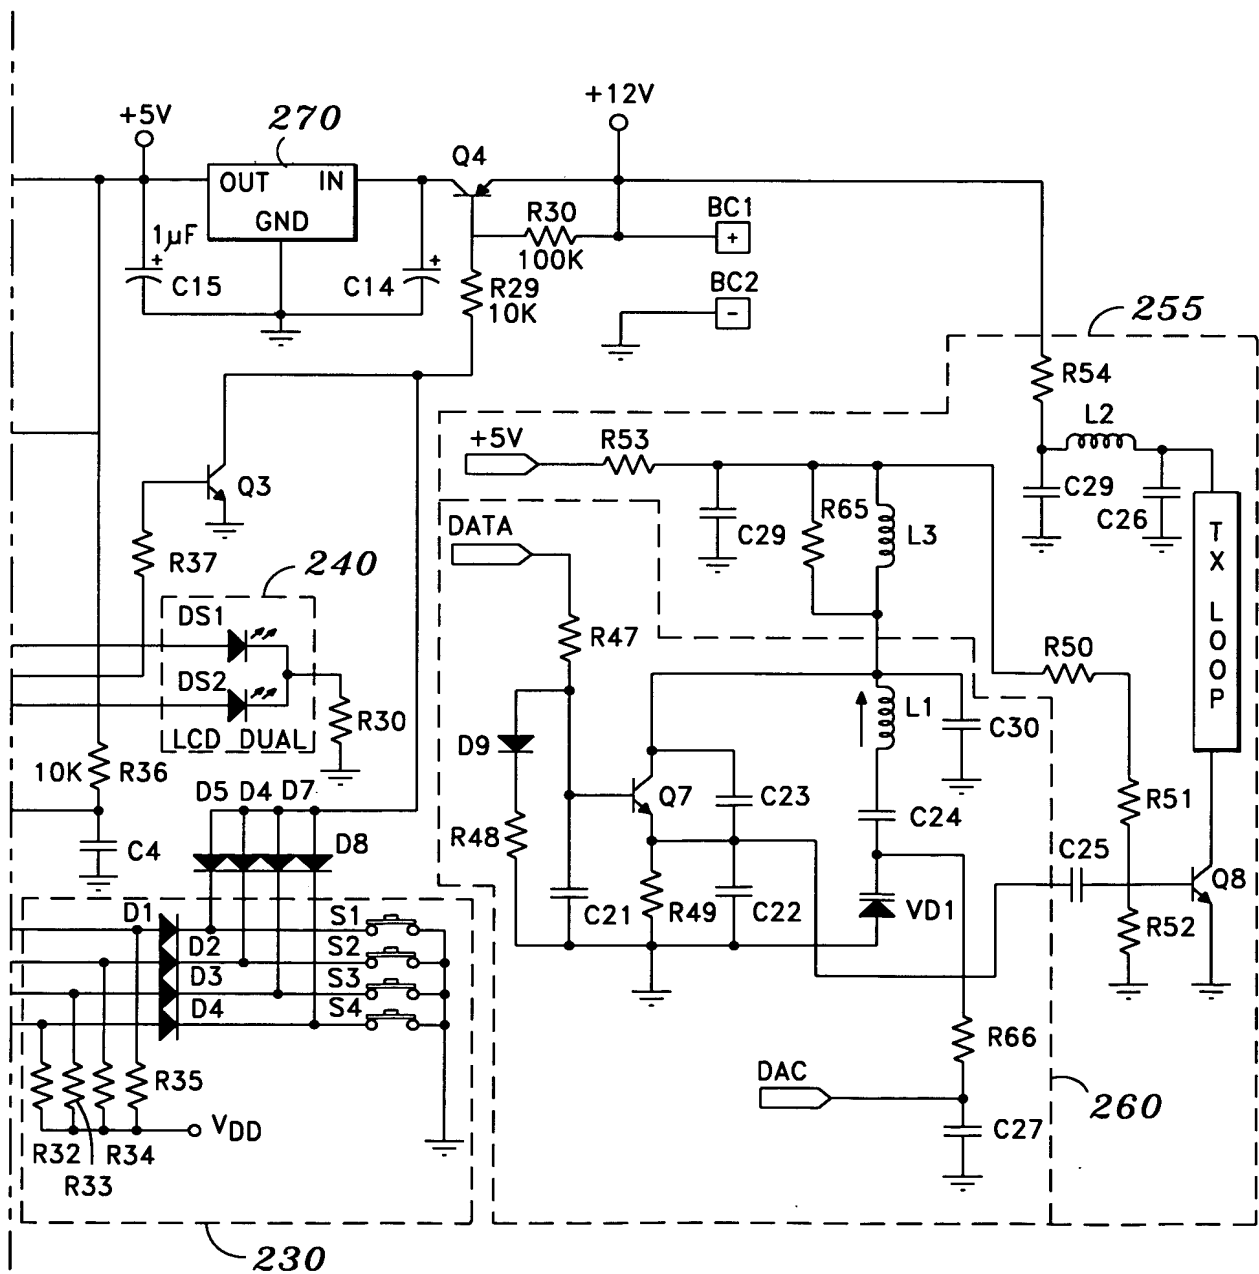 +12V
+5V
270
Q4
OUT IN
GND
R30
100K
BC1
+
1µF
+
C15
+
C14
R29
10K
BC2
-
255
R54
L2
+5V
R53
Q3
C29
C26
DATA
C29
R65
L3
TX LOOP
R37
240
DS1
R47
R50
DS2
L1
R30
C30
LCD DUAL
D9
10K R36
Q7
C23
R51
D5 D4 D7
C24
R48
D8
C4
C25
Q8
D1
S1
C21
R49
C22
VD1
R52
D2
S2
D3
S3
D4
S4
R66
R35
DAC
260
VDD
C27
R32 R34
R33
230